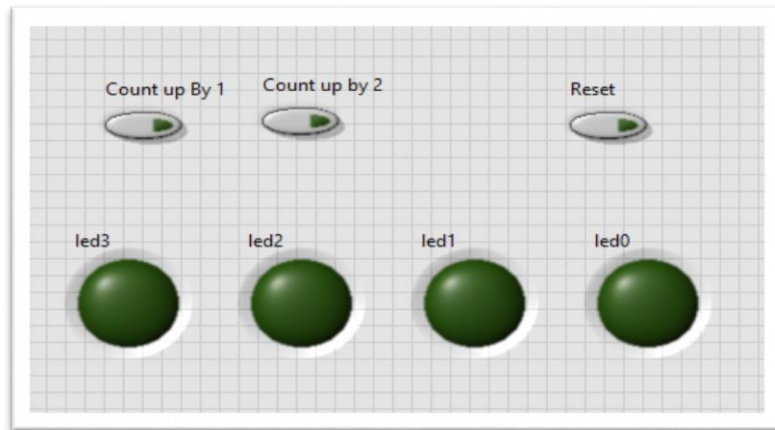 Count up By 1
Count up by 2
Reset
led3
led2
led1
led0